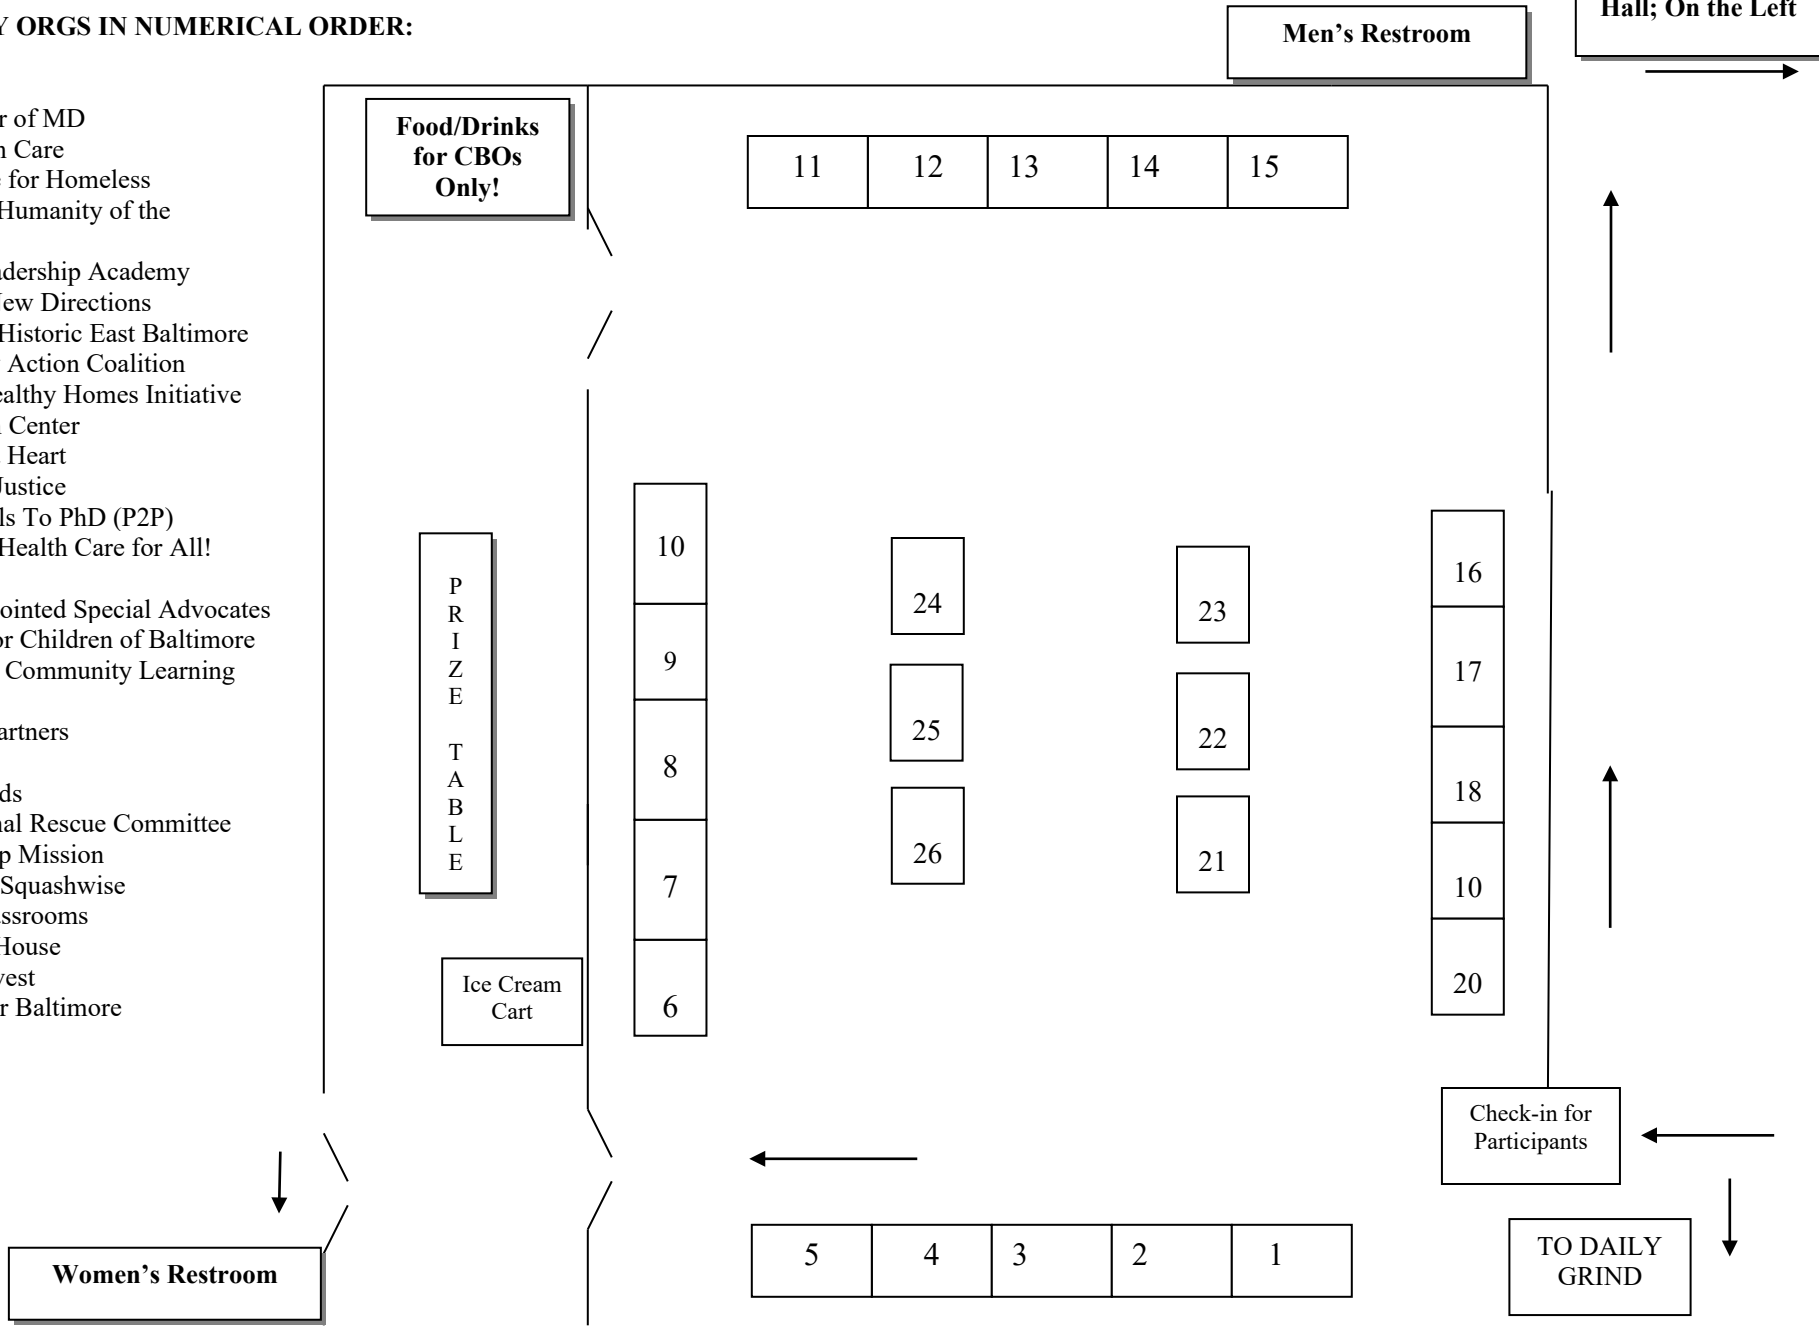 Y ORGS IN NUMERICAL ORDER:
Men’s Restroom
Hall; On the Left
r of MD
n Care
e for Homeless
Humanity of the
adership Academy
New Directions
Historic East Baltimore
y Action Coalition
ealthy Homes Initiative
n Center
Heart
Justice
ls To PhD (P2P)
Health Care for All!
ointed Special Advocates
or Children of Baltimore
Community Learning
artners
ds
nal Rescue Committee
p Mission
Squashwise
assrooms
House
vest
r Baltimore
Food/Drinks
for CBOs
Only!
11 12 13 14 15
10
9
8
7
6
PRIZE TABLE
Ice Cream
Cart
24
25
26
23
22
21
16
17
18
10
20
Check-in for
Participants
5 4 3 2 1
TO DAILY
GRIND
Women’s Restroom